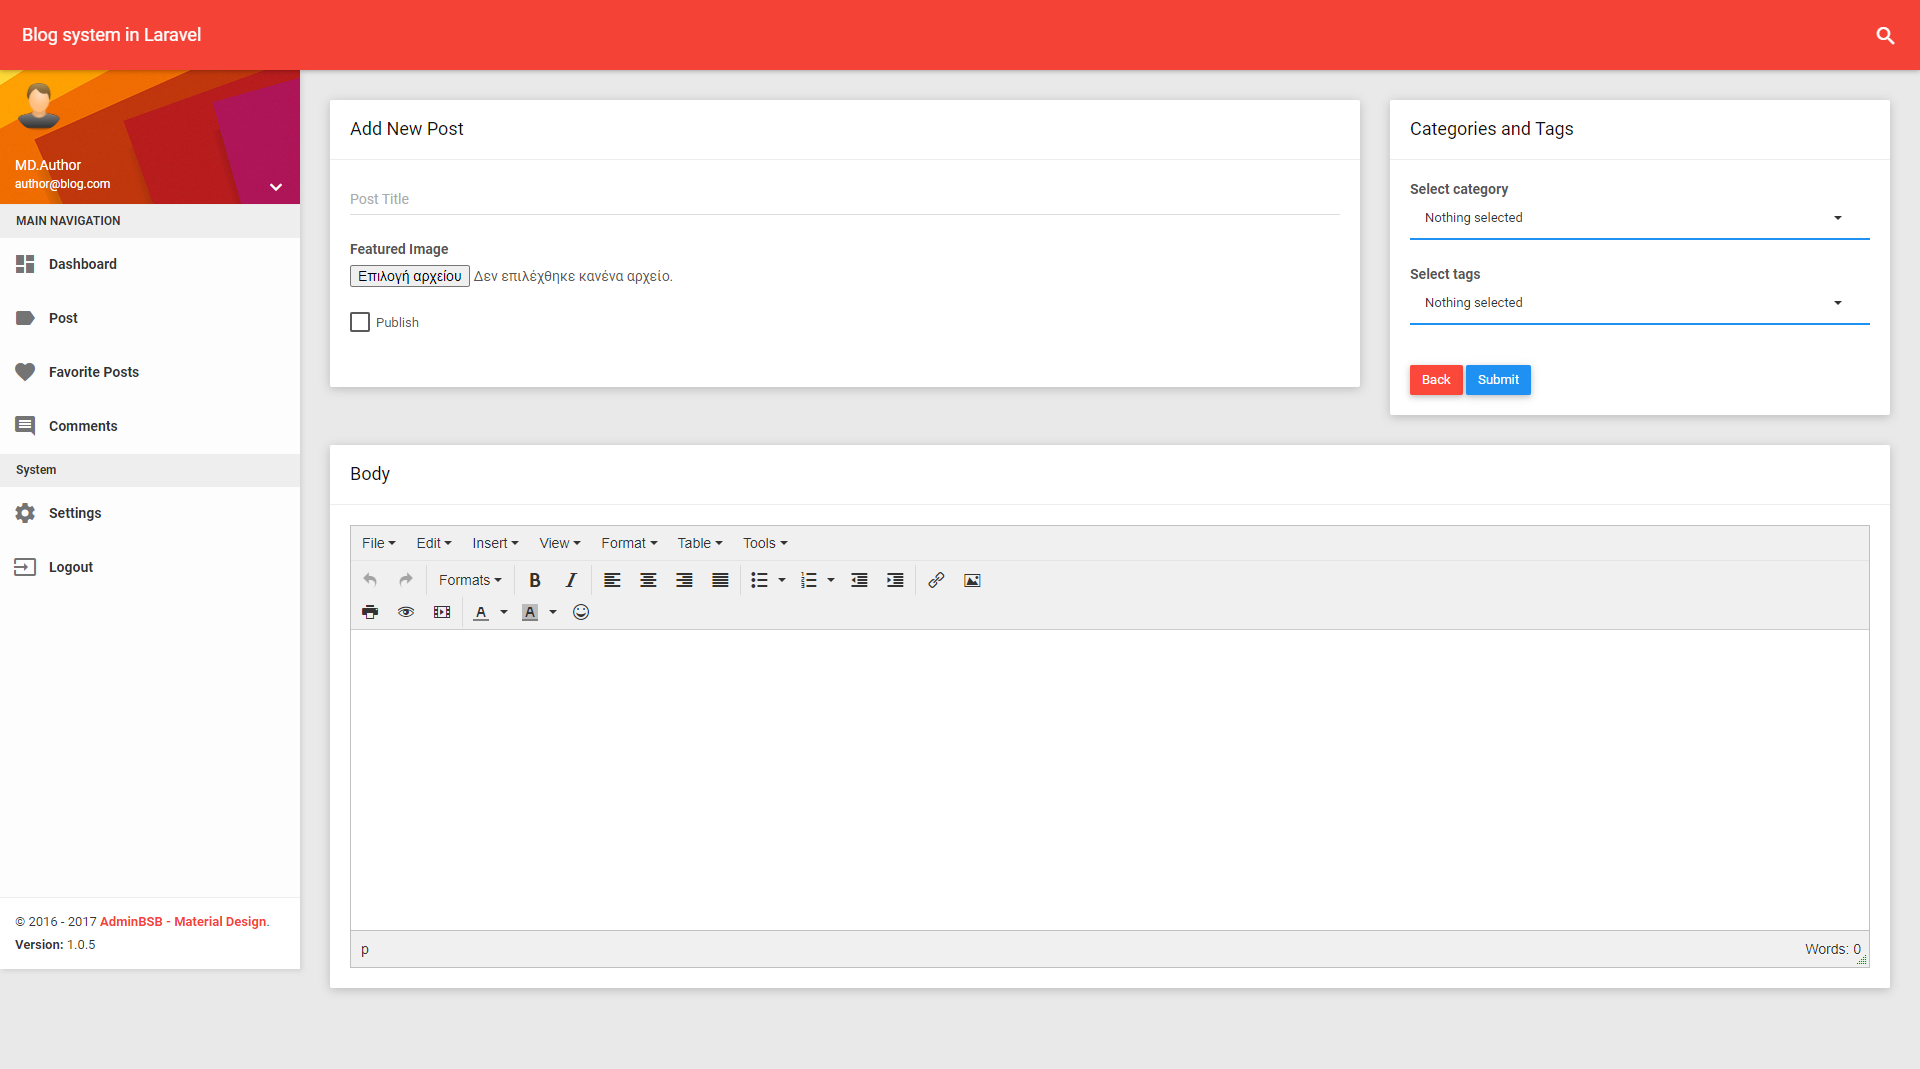 Blog system in Laravel
MD.Author
author@blog.com
MAIN NAVIGATION
Dashboard
Post
Favorite Posts
Comments
System
Settings
Logout
© 2016 - 2017 AdminBSB - Material Design.
Version: 1.0.5
Add New Post
Post Title
Featured Image
Επιλογή αρχείου Δεν επιλέχθηκε κανένα αρχείο.
Publish
Categories and Tags
Select category
Nothing selected
Select tags
Nothing selected
Back Submit
Body
File Edit Insert View Format Table Tools
Formats B I
A A
p Words: 0